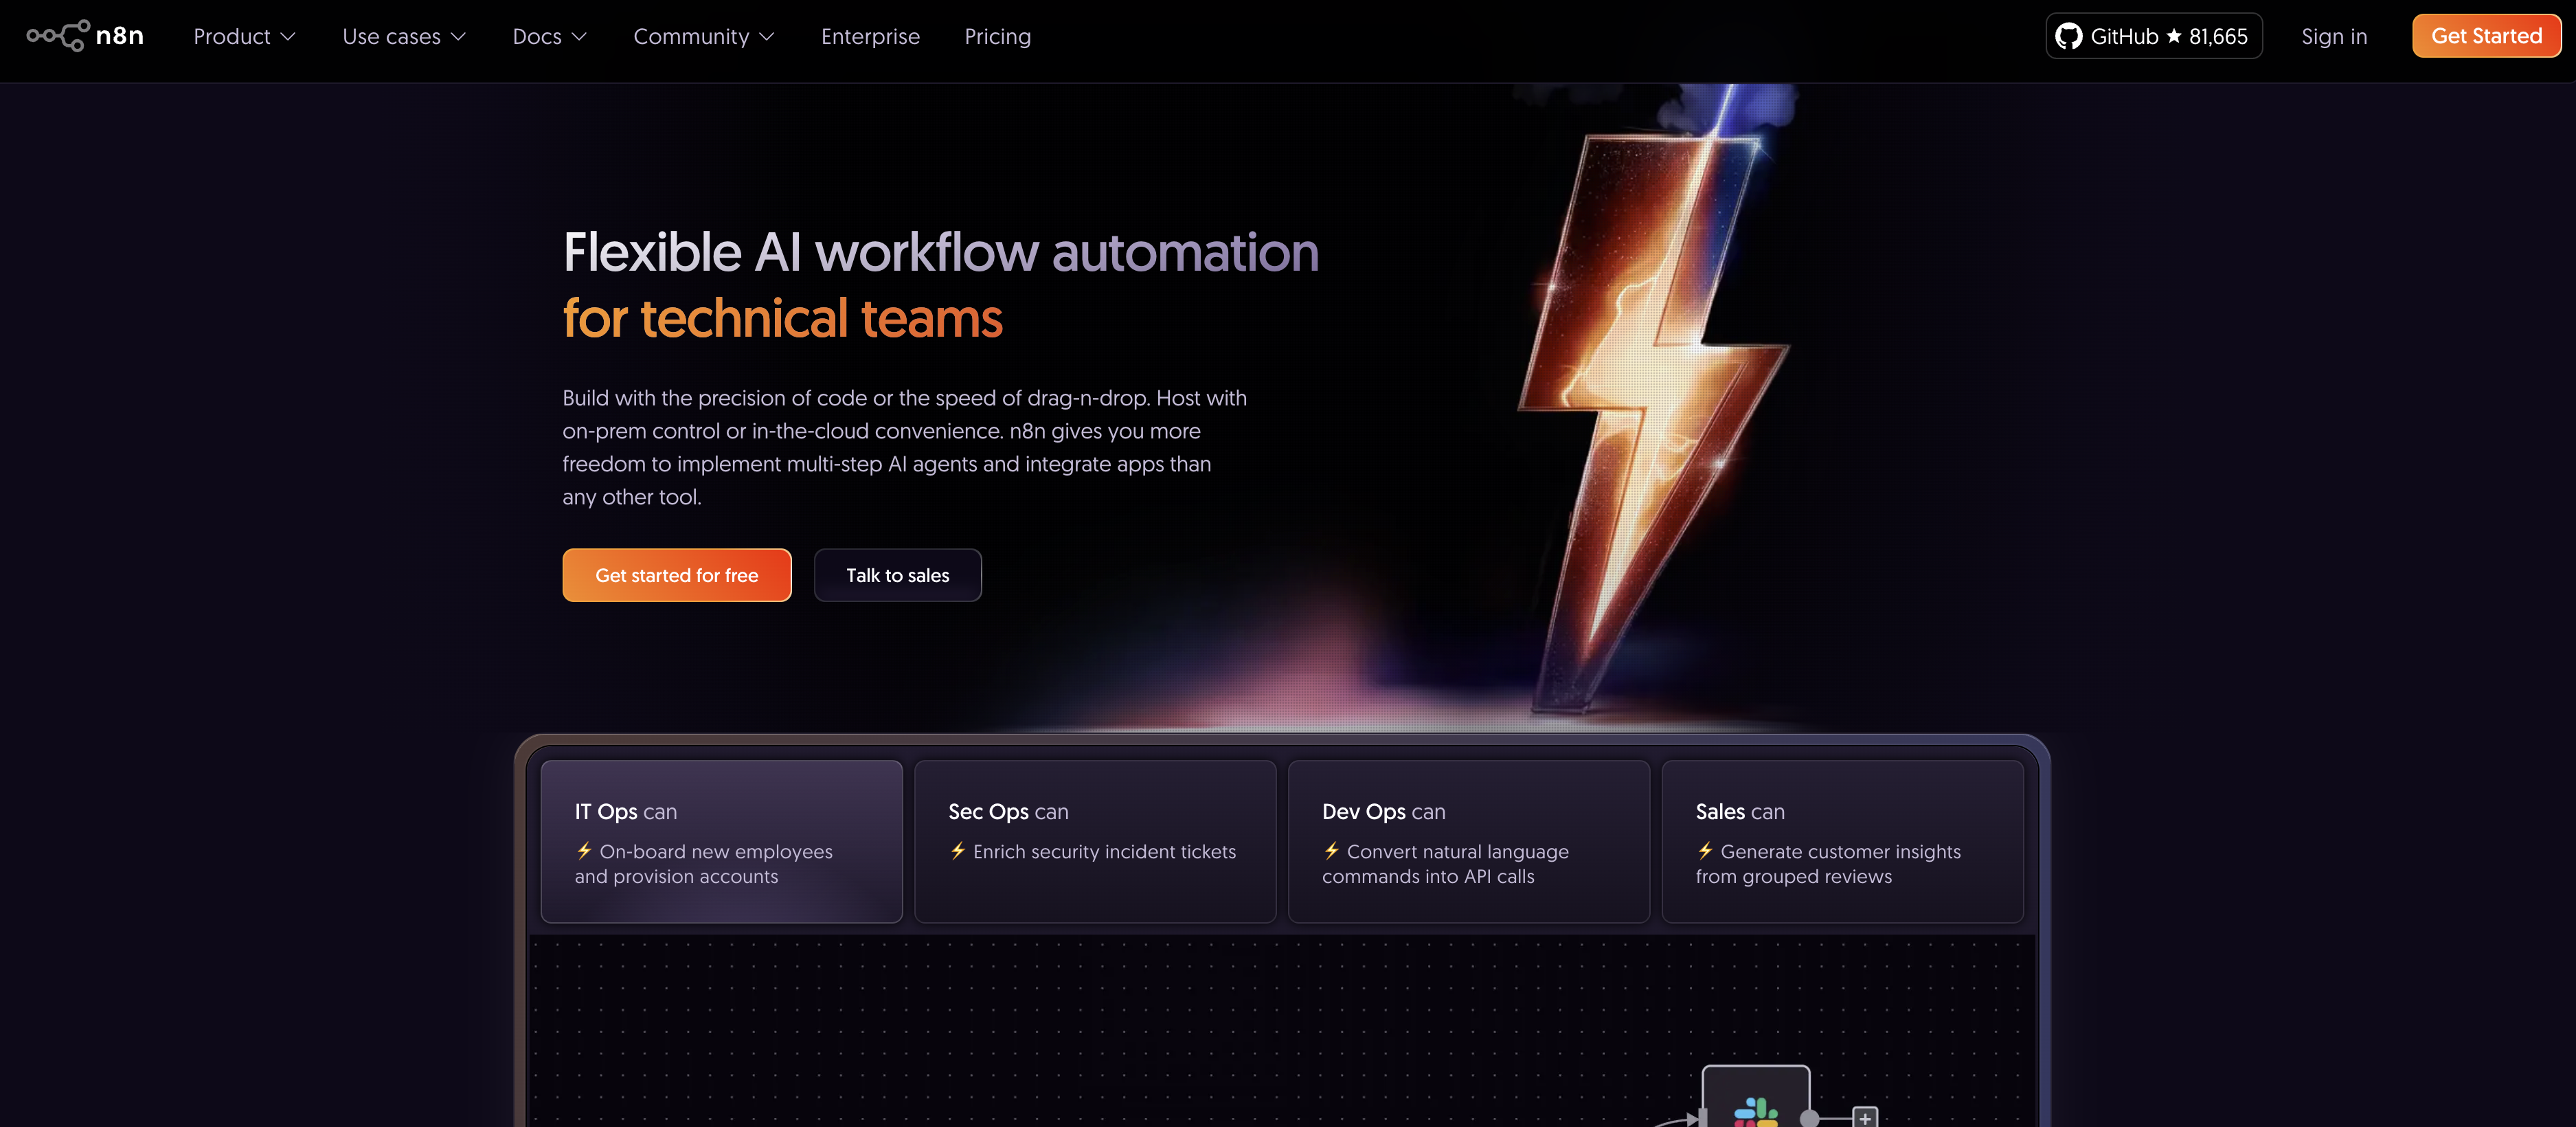 n8n
Product
Use cases
Docs
Community
Enterprise
Pricing
GitHub ★ 81,665
Sign in
Get Started
Flexible AI workflow automation
for technical teams
Build with the precision of code or the speed of drag-n-drop. Host with
on-prem control or in-the-cloud convenience. n8n gives you more
freedom to implement multi-step AI agents and integrate apps than
any other tool.
Get started for free
Talk to sales
IT Ops can
⚡ On-board new employees
and provision accounts
Sec Ops can
⚡ Enrich security incident tickets
Dev Ops can
⚡ Convert natural language
commands into API calls
Sales can
⚡ Generate customer insights
from grouped reviews